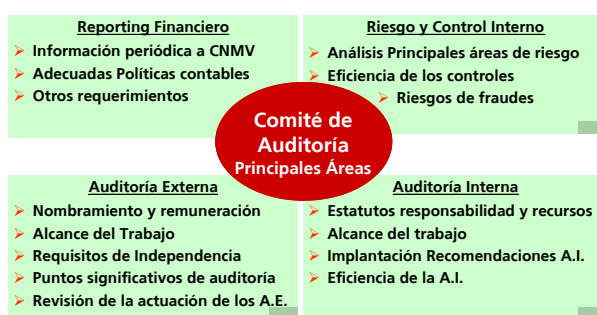 Reporting Financiero
Información periódica a CNMV
Adecuadas Políticas contables
Otros requerimientos
Riesgo y Control Interno
Análisis Principales áreas de riesgo
Eficiencia de los controles
Riesgos de fraudes
Comité de
Auditoría
Principales Áreas
Auditoría Externa
Nombramiento y remuneración
Alcance del Trabajo
Requisitos de Independencia
Puntos significativos de auditoría
Revisión de la actuación de los A.E.
Auditoría Interna
Estatutos responsabilidad y recursos
Alcance del trabajo
Implantación Recomendaciones A.I.
Eficiencia de la A.I.